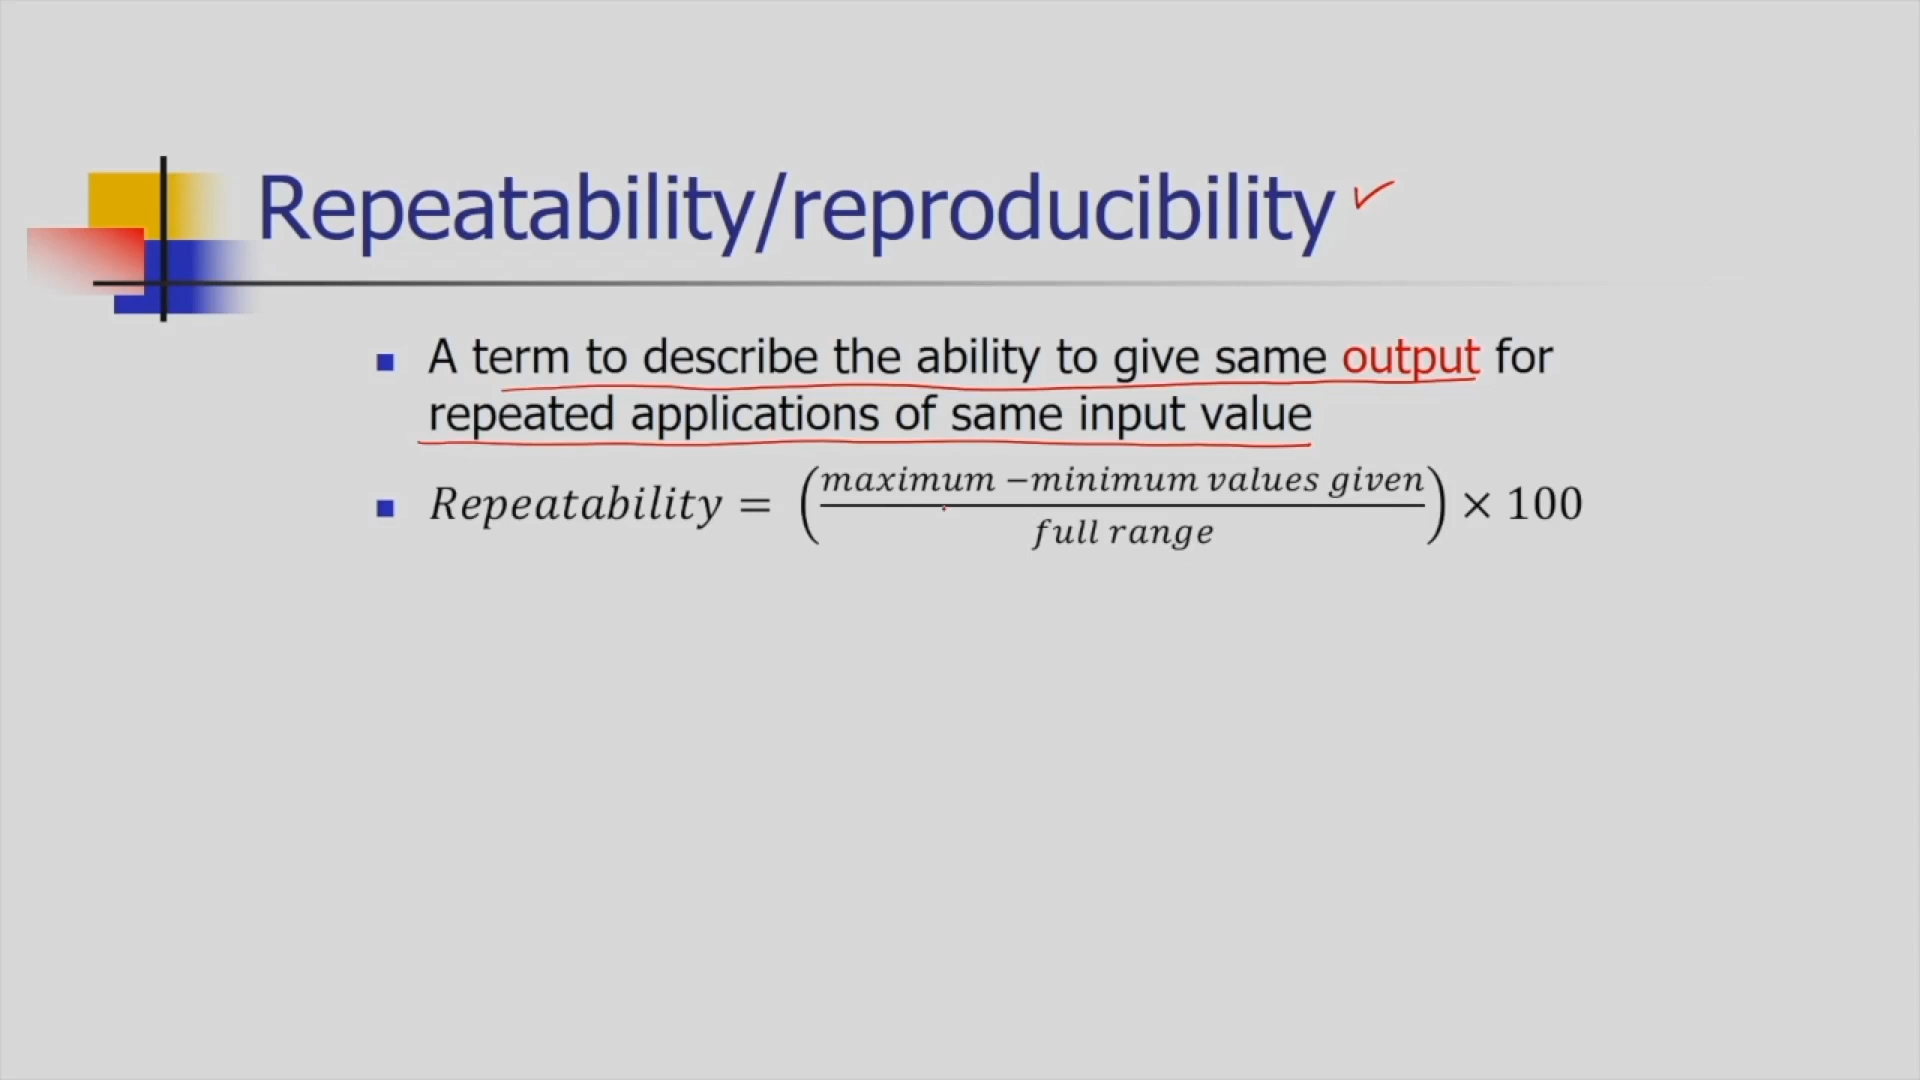 Repeatability/reproducibility
A term to describe the ability to give same output for
repeated applications of same input value
Repeatability = (maximum −minimum values given / full range) × 100